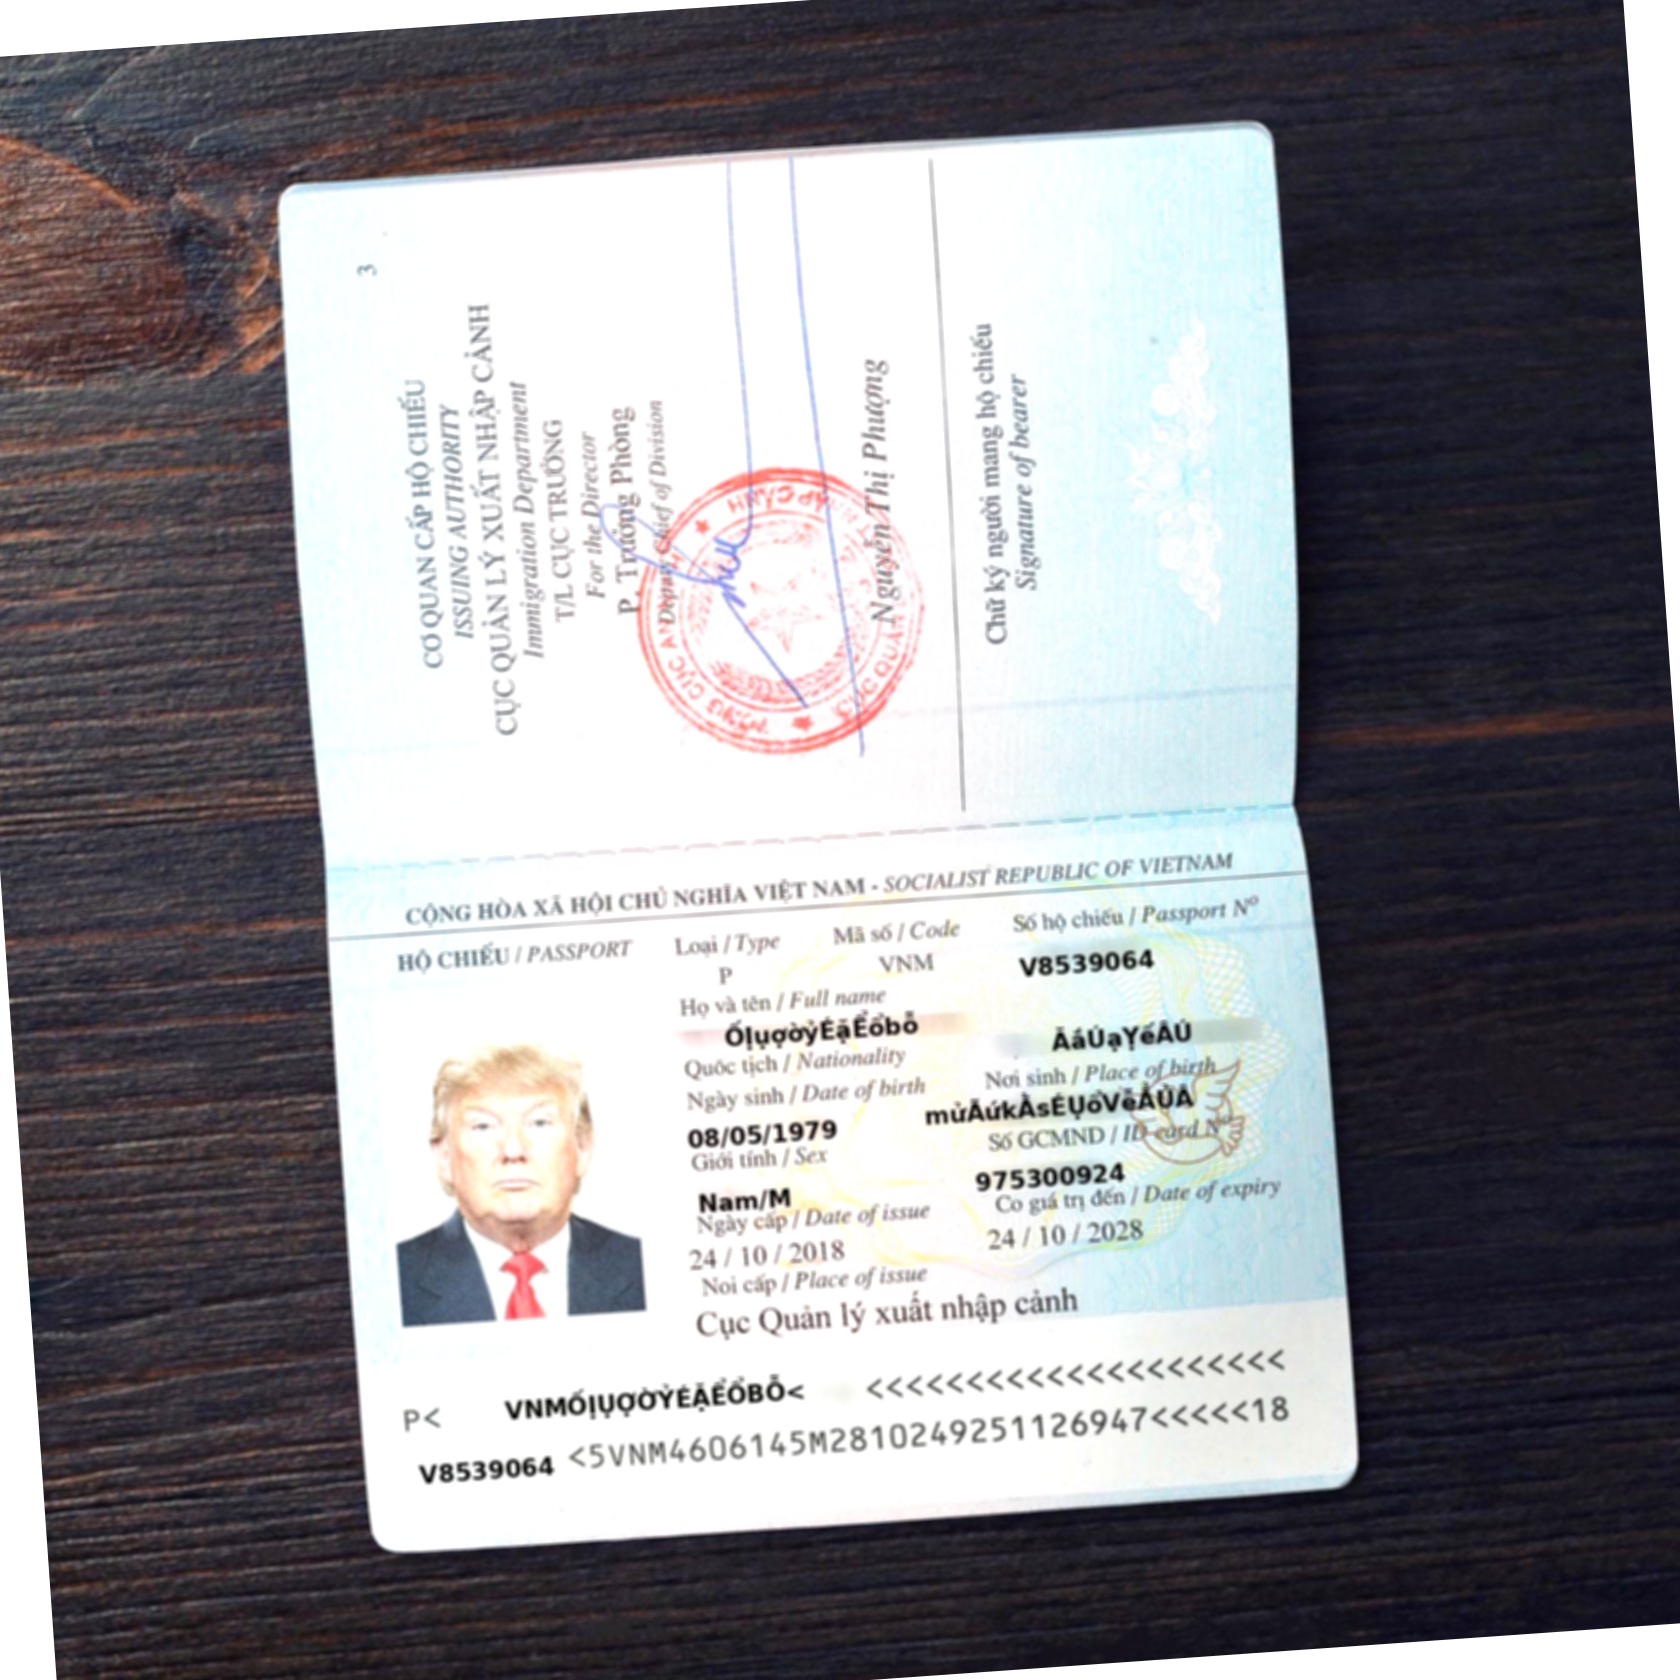 3
CƠ QUAN CẤP HỘ CHIẾU
ISSUING AUTHORITY
CỤC QUẢN LÝ XUẤT NHẬP CẢNH
Immigration Department
T/L CỤC TRƯỞNG
For the Director
P. Trưởng Phòng
Deputy Chief of Division
Nguyễn Thị Phượng
Chữ ký người mang hộ chiếu
Signature of bearer
CỘNG HÒA XÃ HỘI CHỦ NGHĨA VIỆT NAM - SOCIALIST REPUBLIC OF VIETNAM
HỘ CHIẾU / PASSPORT Loại / Type Mã số / Code Số hộ chiếu / Passport Nº
P VNM V8539064
Họ và tên / Full name
ỐỊụợờỷÉặỂổbỗ
Quốc tịch / Nationality
Nơi sinh / Place of birth
Ngày sinh / Date of birth
08/05/1979
Số GCMND / ID card N
Giới tính / Sex
975300924
Nam/M
Co giá trị đến / Date of expiry
Ngày cấp / Date of issue
24 / 10 / 2018 24 / 10 / 2028
Noi cấp / Place of issue
Cục Quản lý xuất nhập cảnh
P< VNMỐỊỤỢỜỶÉẶỂỔBỖ< <<<<<<<<<<<<<<<<<<<<<
V8539064 <5VNM4606145M2810249251126947<<<<<18